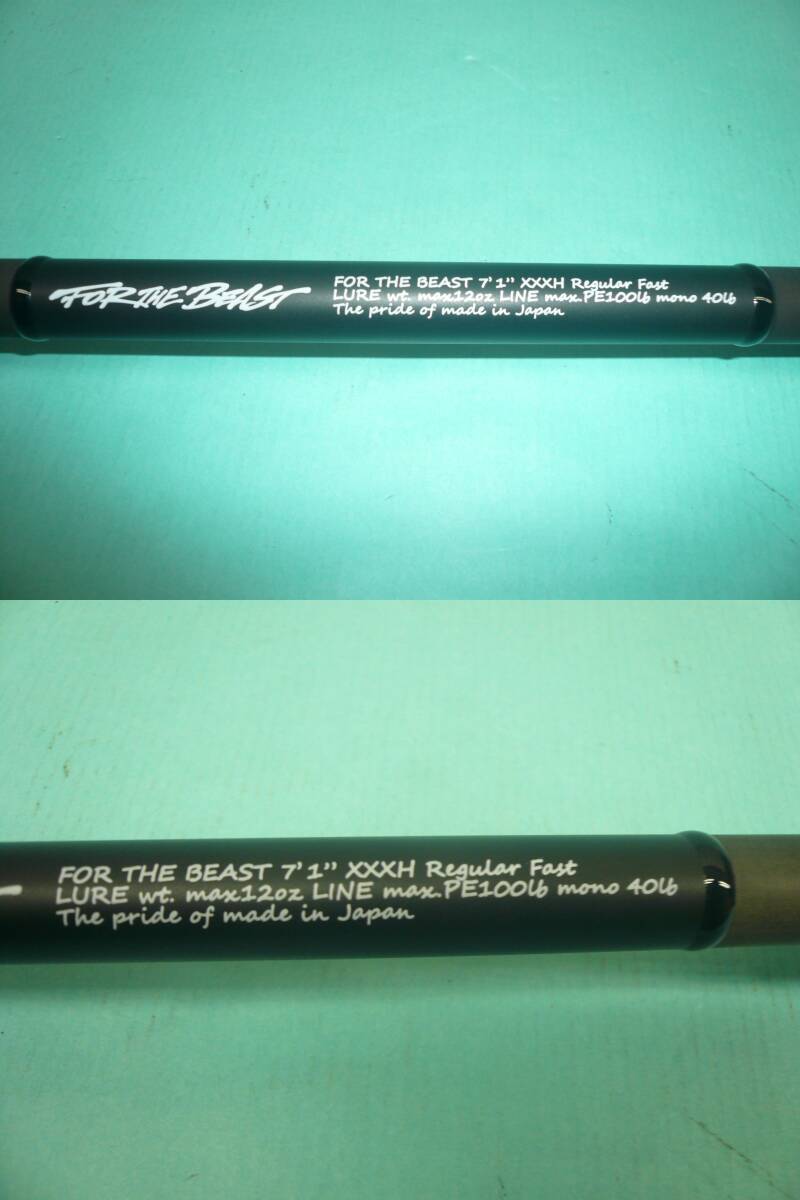 FOR THE BEAST
FOR THE BEAST 7'1” XXXH Regular Fast
LURE wt. max12oz LINE max.PE100lb mono 40lb
The pride of made in Japan
FOR THE BEAST 7'1” XXXH Regular Fast
LURE wt. max12oz LINE max.PE100lb mono 40lb
The pride of made in Japan